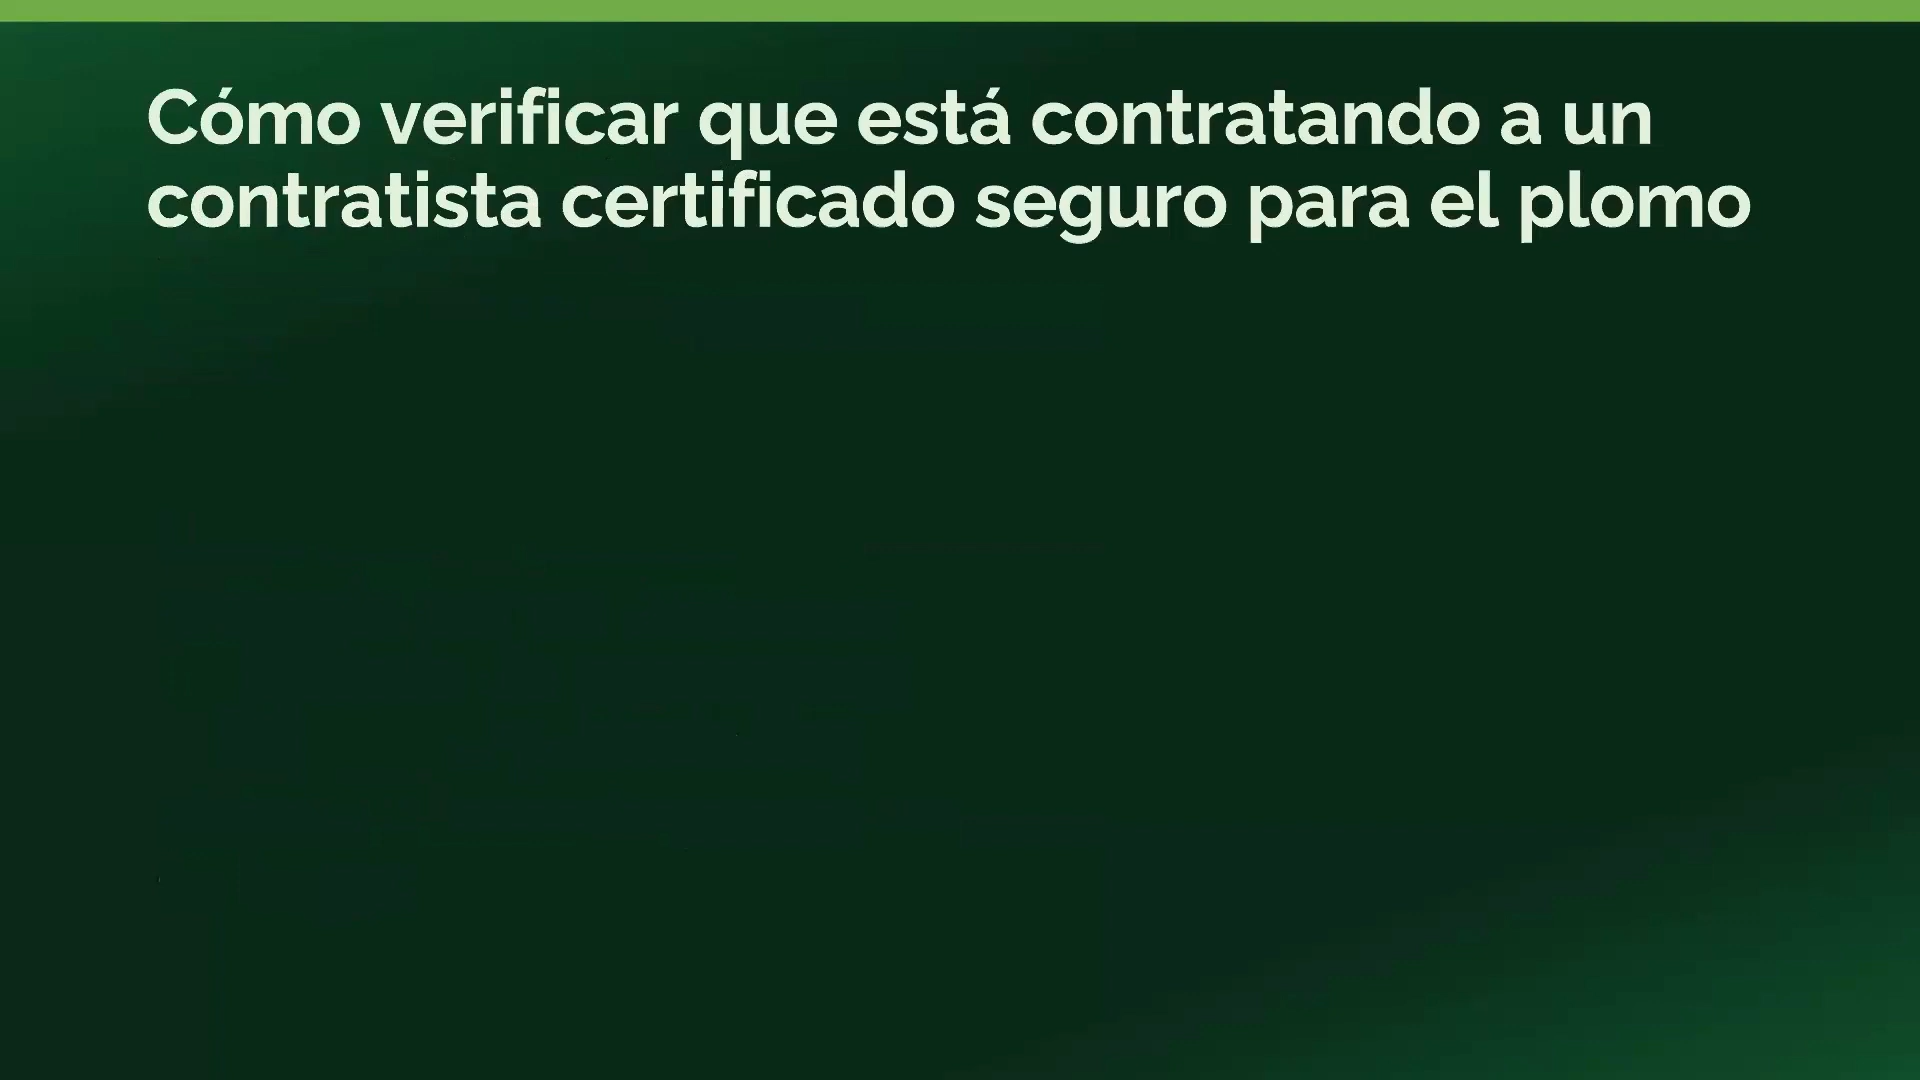 Cómo verificar que está contratando a un
contratista certificado seguro para el plomo